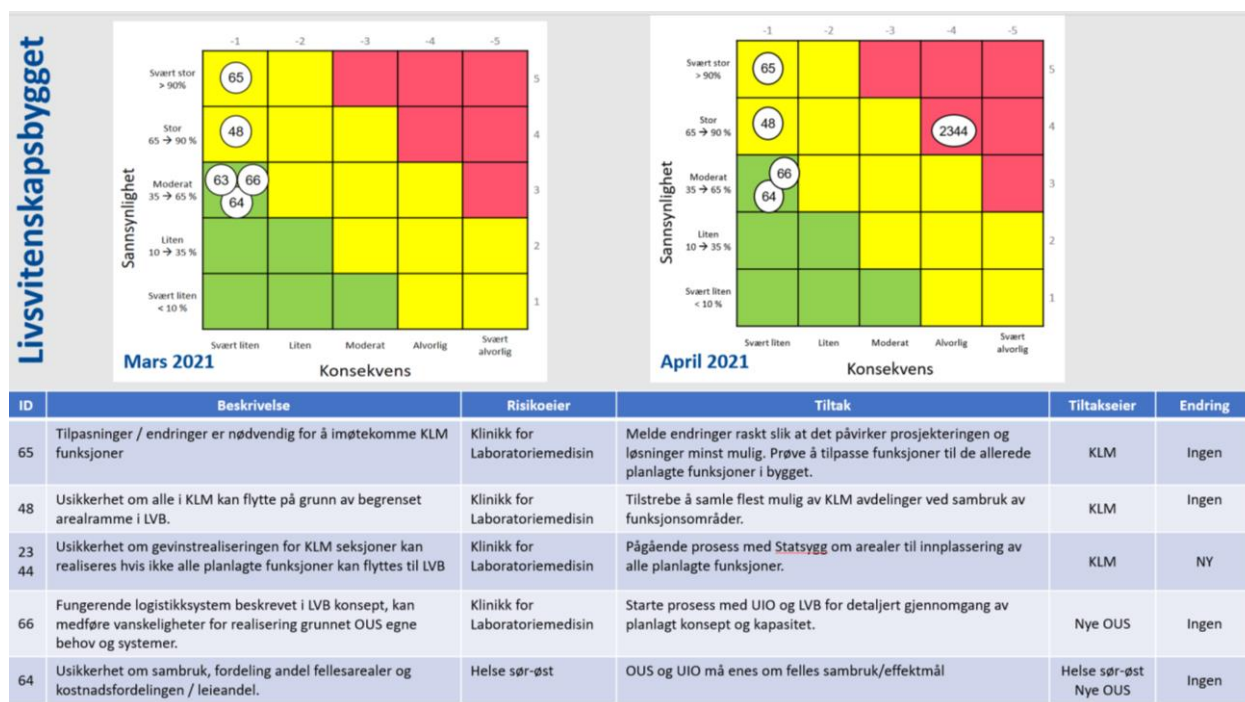 Livsvitenskapsbygget
-1 -2 -3 -4 -5
Svært stor
> 90%
65
5
Stor
65 → 90 %
48
4
Sannsynlighet
Moderat
35 → 65 %
63 66
64
3
Liten
10 → 35 %
2
Svært liten
< 10 %
1
Svært liten Liten Moderat Alvorlig Svært
alvorlig
Mars 2021
Konsekvens
-1 -2 -3 -4 -5
Svært stor
> 90%
65
5
Stor
65 → 90 %
48
2344
4
Sannsynlighet
Moderat
35 → 65 %
66
64
3
Liten
10 → 35 %
2
Svært liten
< 10 %
1
Svært liten Liten Moderat Alvorlig Svært
alvorlig
April 2021
Konsekvens
ID Beskrivelse Risikoeier Tiltak Tiltakseier Endring
65
Tilpasninger / endringer er nødvendig for å imøtekomme KLM
funksjoner
Klinikk for
Laboratoriemedisin
Melde endringer raskt slik at det påvirker prosjekteringen og
løsninger minst mulig. Prøve å tilpasse funksjoner til de allerede
planlagte funksjoner i bygget.
KLM
Ingen
48
Usikkerhet om alle i KLM kan flytte på grunn av begrenset
arealramme i LVB.
Klinikk for
Laboratoriemedisin
Tilstrebe å samle flest mulig av KLM avdelinger ved sambruk av
funksjonsområder.
KLM
Ingen
23
44
Usikkerhet om gevinstrealiseringen for KLM seksjoner kan
realiseres hvis ikke alle planlagte funksjoner kan flyttes til LVB
Klinikk for
Laboratoriemedisin
Pågående prosess med Statsygg om arealer til innplassering av
alle planlagte funksjoner.
KLM
NY
66
Fungerende logistikksystem beskrevet i LVB konsept, kan
medføre vanskeligheter for realisering grunnet OUS egne
behov og systemer.
Klinikk for
Laboratoriemedisin
Starte prosess med UIO og LVB for detaljert gjennomgang av
planlagt konsept og kapasitet.
Nye OUS
Ingen
64
Usikkerhet om sambruk, fordeling andel fellesarealer og
kostnadsfordelingen / leieandel.
Helse sør-øst
OUS og UIO må enes om felles sambruk/effektmål
Helse sør-øst
Nye OUS
Ingen